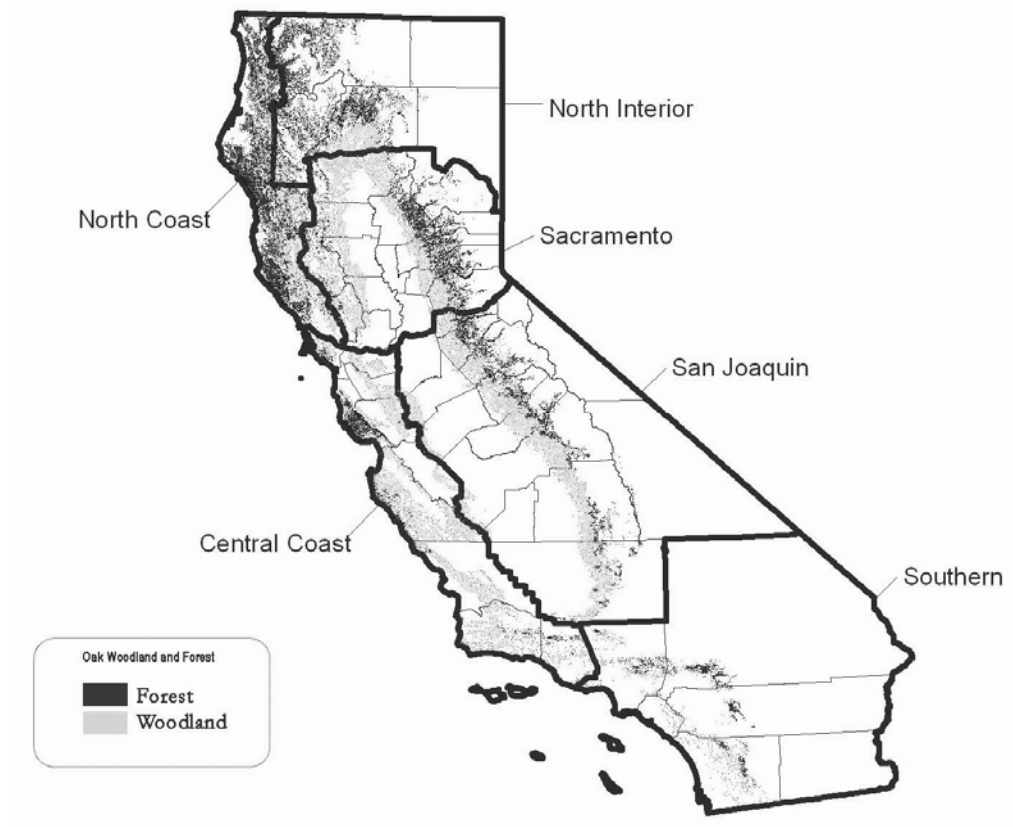 North Interior
North Coast
Sacramento
San Joaquin
Central Coast
Southern
Oak Woodland and Forest
Forest
Woodland